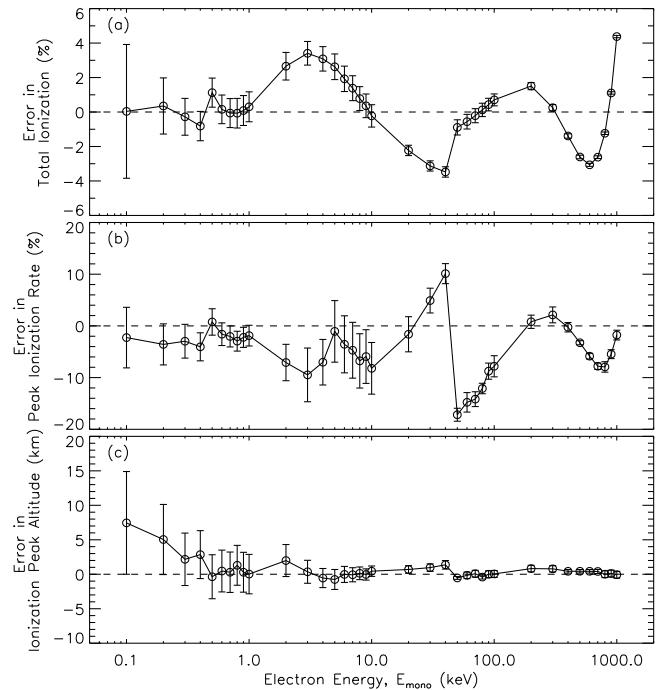 (a)
6
4
2
0
−2
−4
−6
Error in
Total Ionization (%)
(b)
20
10
0
−10
−20
Error in
Peak Ionization Rate (%)
(c)
20
15
10
5
0
−5
−10
Error in
Ionization Peak Altitude (km)
0.1
1.0
10.0
100.0
1000.0
Electron Energy, E_mono (keV)